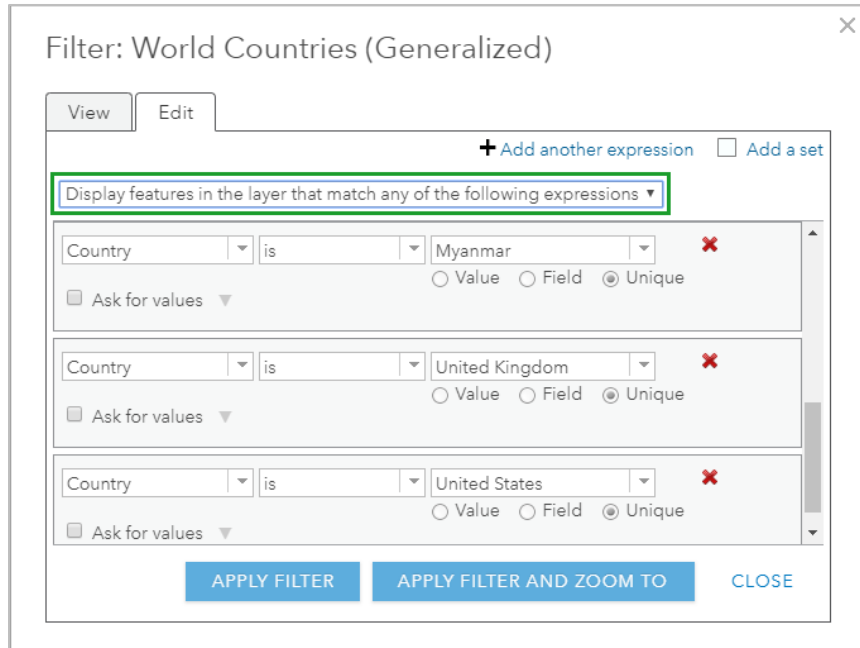 Filter: World Countries (Generalized)
View Edit
Add another expression Add a set
Display features in the layer that match any of the following expressions
Country is Myanmar
Value Field Unique
Ask for values
Country is United Kingdom
Value Field Unique
Ask for values
Country is United States
Value Field Unique
Ask for values
APPLY FILTER APPLY FILTER AND ZOOM TO CLOSE